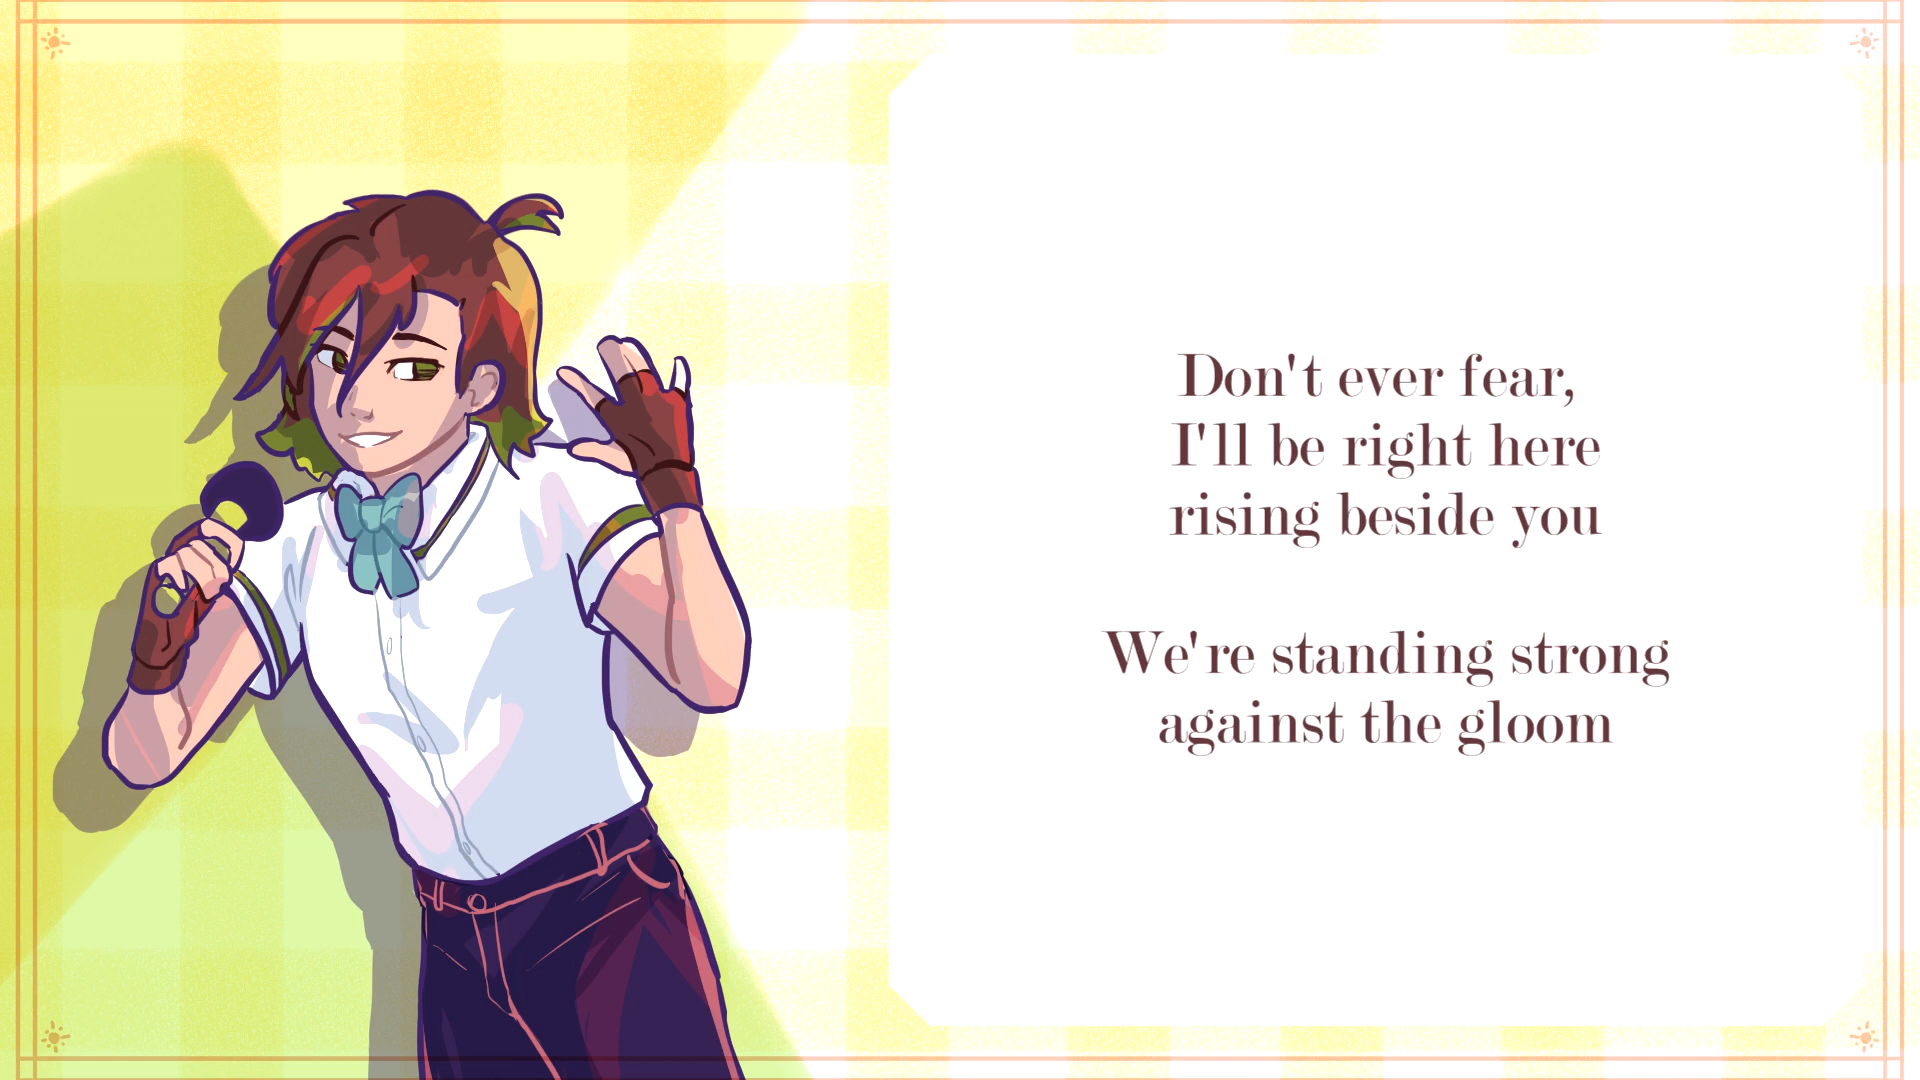 Don't ever fear,
I'll be right here
rising beside you
We're standing strong
against the gloom